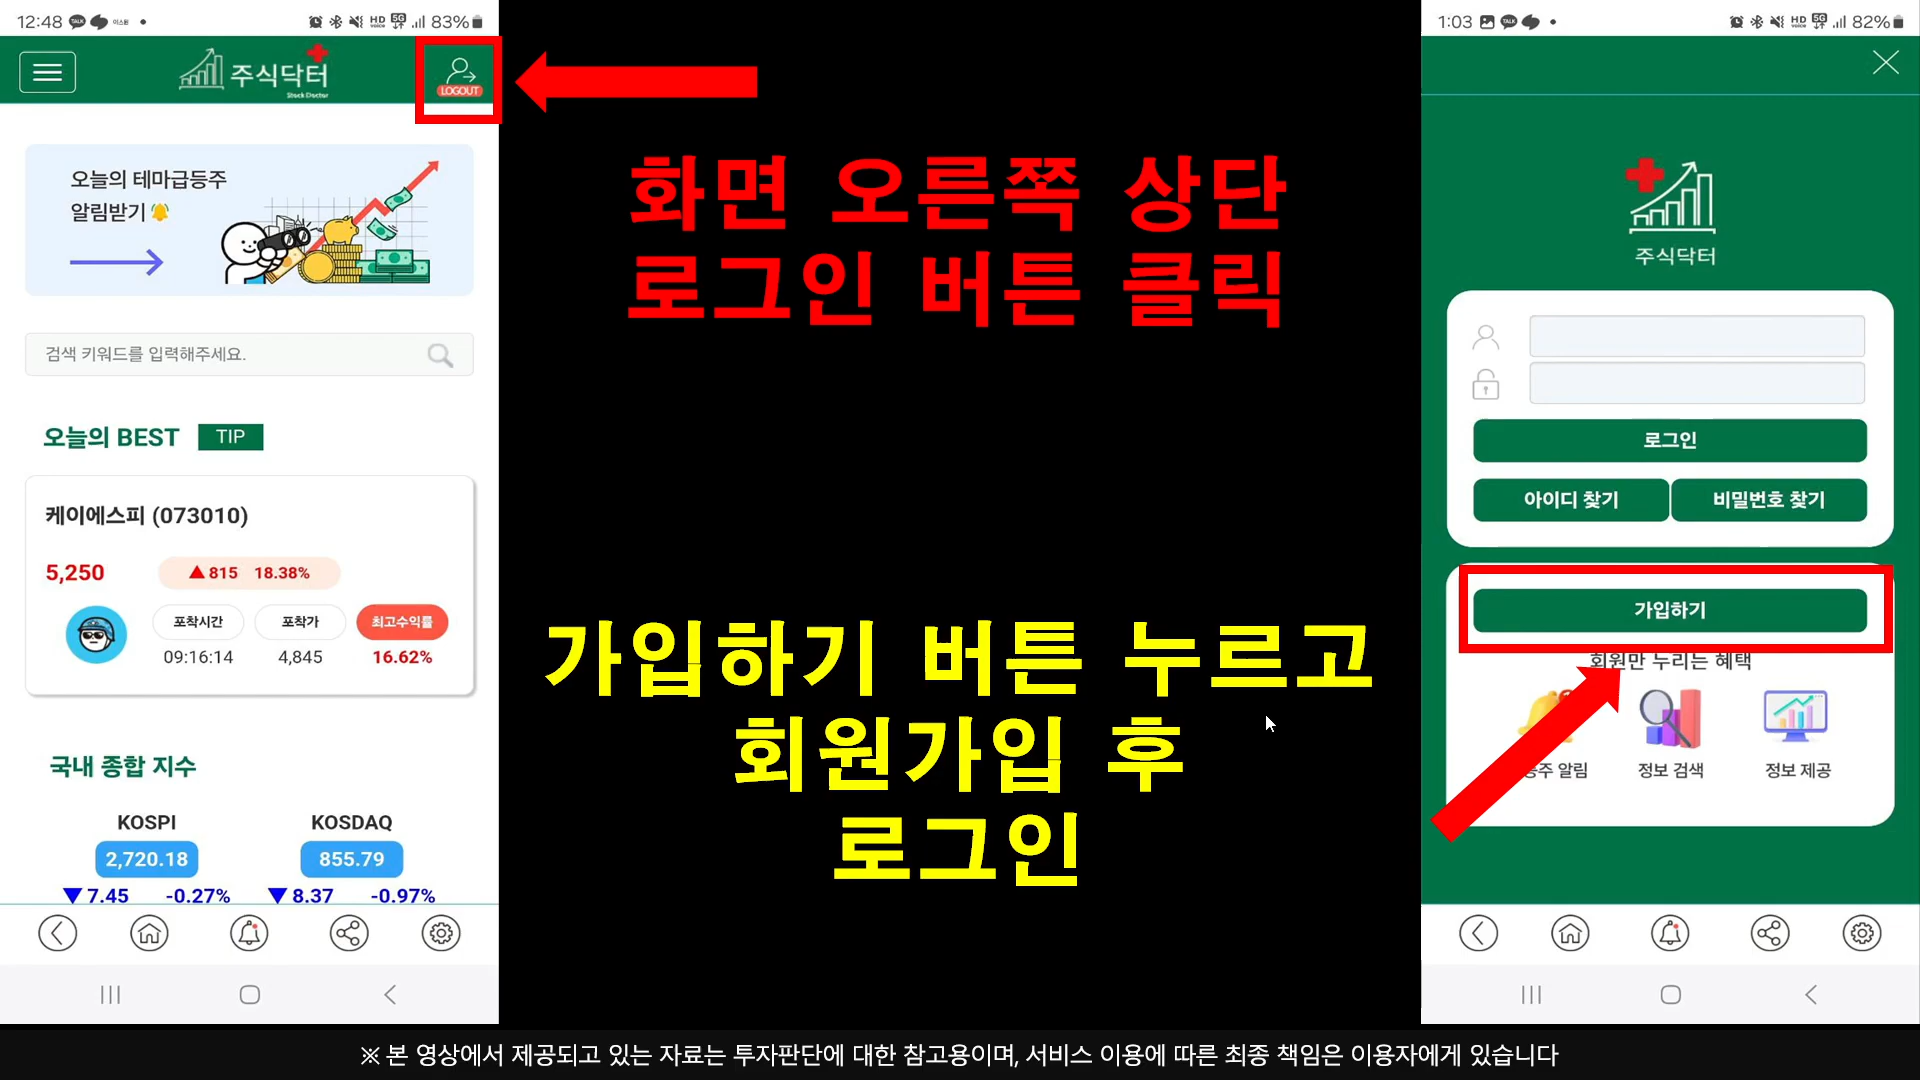 12:48
83%
주식닥터
Stock Doctor
LOGOUT
오늘의 테마급등주
알림받기
검색 키워드를 입력해주세요.
오늘의 BEST TIP
케이에스피 (073010)
5,250 ▲815 18.38%
포착시간 포착가 최고수익률
09:16:14 4,845 16.62%
국내 종합 지수
KOSPI KOSDAQ
2,720.18 855.79
▼7.45 -0.27% ▼8.37 -0.97%
화면 오른쪽 상단
로그인 버튼 클릭
가입하기 버튼 누르고
회원가입 후
로그인
1:03
82%
주식닥터
로그인
아이디 찾기 비밀번호 찾기
가입하기
회원만 누리는 혜택
등주 알림 정보 검색 정보 제공
※ 본 영상에서 제공되고 있는 자료는 투자판단에 대한 참고용이며, 서비스 이용에 따른 최종 책임은 이용자에게 있습니다